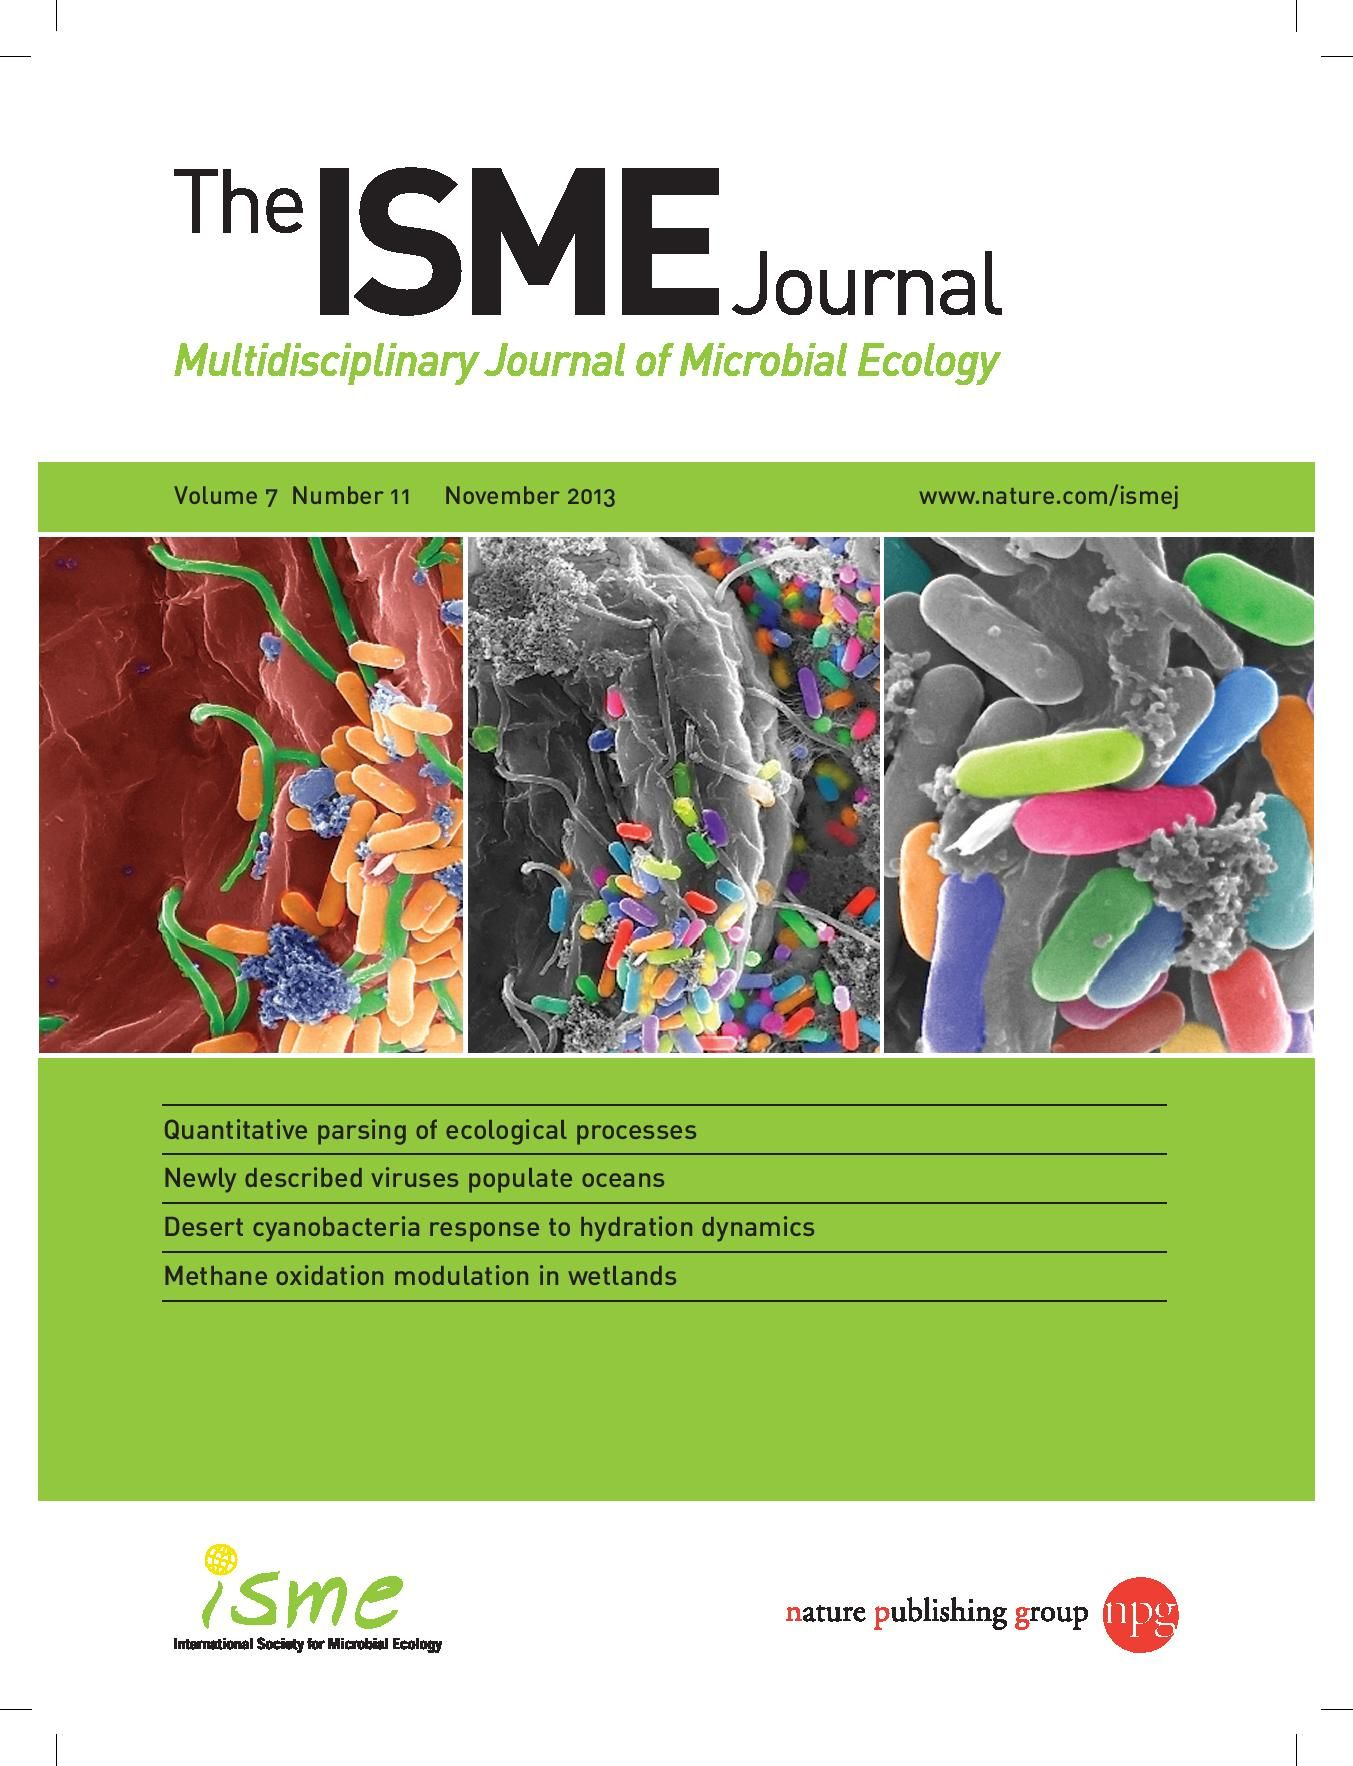 The ISME Journal
Multidisciplinary Journal of Microbial Ecology
Volume 7 Number 11 November 2013 www.nature.com/ismej
Quantitative parsing of ecological processes
Newly described viruses populate oceans
Desert cyanobacteria response to hydration dynamics
Methane oxidation modulation in wetlands
isme
International Society for Microbial Ecology
nature publishing group npg